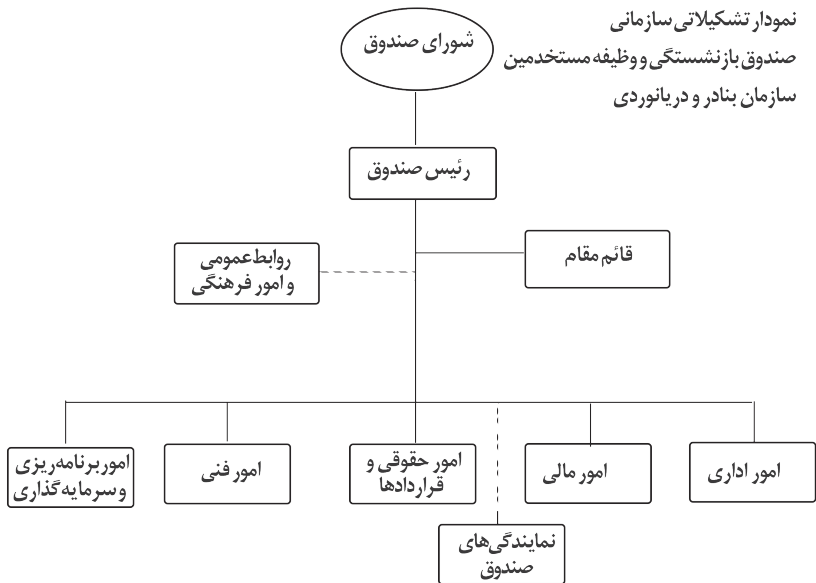 نمودار تشکیلاتی سازمانی
صندوق بازنشستگی و وظیفه مستخدمین
سازمان بنادر و دریانوردی
شورای صندوق
رئیس صندوق
قائم مقام
روابط عمومی
و امور فرهنگی
امور اداری
امور مالی
امور حقوقی و
قراردادها
امور فنی
امور برنامه ریزی
و سرمایه گذاری
نمایندگی‌های
صندوق